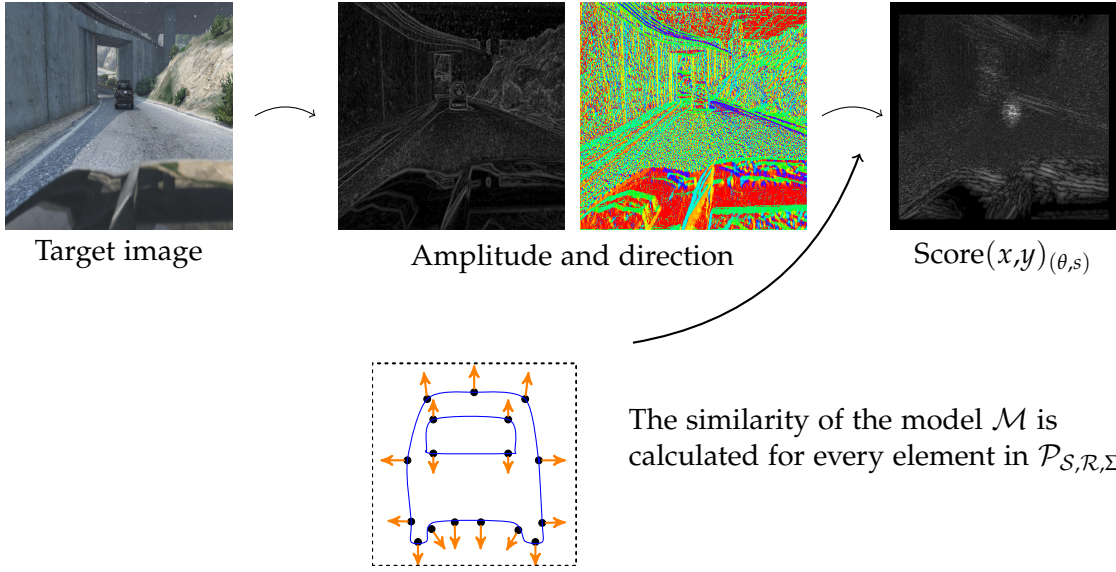 Target image
Amplitude and direction
Score(x,y)(θ,s)
The similarity of the model ℳ is
calculated for every element in 𝒫𝒮,ℛ,Σ